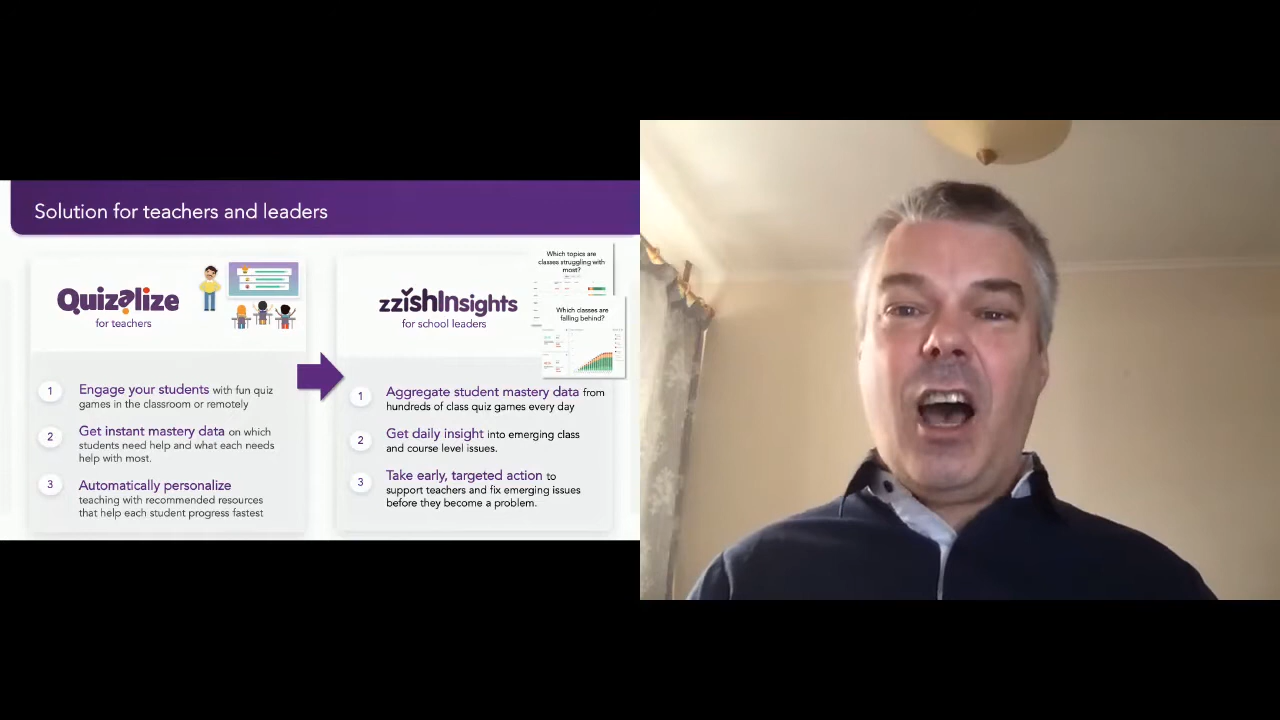 Solution for teachers and leaders
Quizalize
for teachers
1
Engage your students with fun quiz
games in the classroom or remotely
2
Get instant mastery data on which
students need help and what each needs
help with most.
3
Automatically personalize
teaching with recommended resources
that help each student progress fastest
zzishInsights
for school leaders
Which topics are
classes struggling with
most?
Which classes are
falling behind?
1
Aggregate student mastery data from
hundreds of class quiz games every day
2
Get daily insight into emerging class
and course level issues.
3
Take early, targeted action to
support teachers and fix emerging issues
before they become a problem.